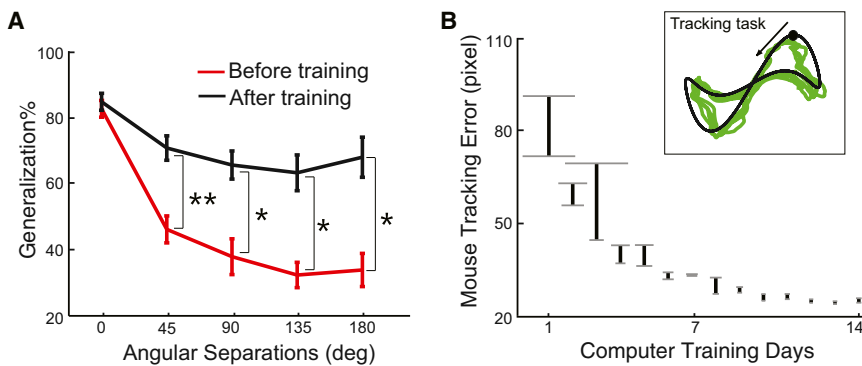 A
Generalization%
100
80
60
40
20
Before training
After training
**
*
*
*
0 45 90 135 180
Angular Separations (deg)
B
Mouse Tracking Error (pixel)
110
90
50
20
Tracking task
1 7 14
Computer Training Days